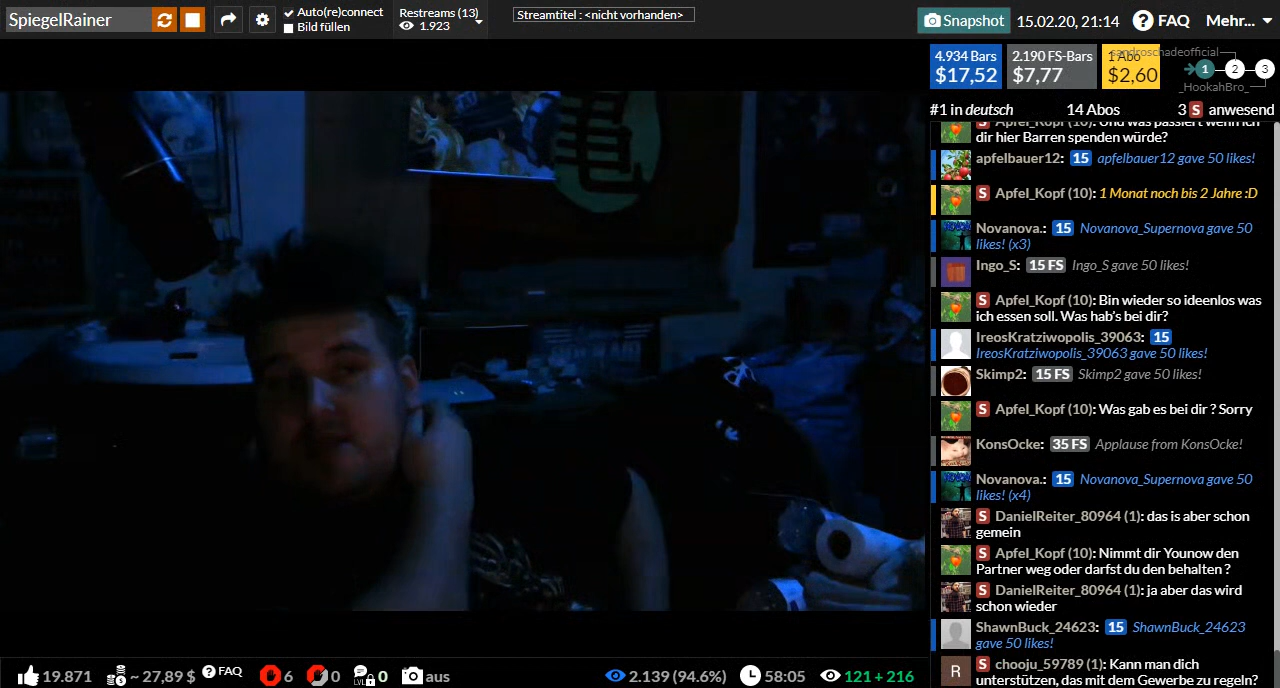 SpiegelRainer
Auto(re)connect
Bild füllen
Restreams (13)
1.923
Streamtitel : <nicht vorhanden>
Snapshot
15.02.20, 21:14
FAQ
Mehr...
4.934 Bars
$17,52
2.190 FS-Bars
$7,77
1 Abo
$2,60
sandroschadeofficial
1 2 3
_HookahBro_
#1 in deutsch
14 Abos
3 S anwesend
S Apfel_Kopf (10): Und was passiert wenn ich
dir hier Barren spenden würde?
apfelbauer12: 15 apfelbauer12 gave 50 likes!
S Apfel_Kopf (10): 1 Monat noch bis 2 Jahre :D
Novanova.: 15 Novanova_Supernova gave 50
likes! (x3)
Ingo_S: 15 FS Ingo_S gave 50 likes!
S Apfel_Kopf (10): Bin wieder so ideenlos was
ich essen soll. Was hab's bei dir?
IreosKratziwopolis_39063: 15
IreosKratziwopolis_39063 gave 50 likes!
Skimp2: 15 FS Skimp2 gave 50 likes!
S Apfel_Kopf (10): Was gab es bei dir ? Sorry
KonsOcke: 35 FS Applause from KonsOcke!
Novanova.: 15 Novanova_Supernova gave 50
likes! (x4)
S DanielReiter_80964 (1): das is aber schon
gemein
S Apfel_Kopf (10): Nimmt dir Younow den
Partner weg oder darfst du den behalten ?
S DanielReiter_80964 (1): ja aber das wird
schon wieder
ShawnBuck_24623: 15 ShawnBuck_24623
gave 50 likes!
R
S chooju_59789 (1): Kann man dich
unterstützen, das mit dem Gewerbe zu regeln?
19.871
~ 27,89 $
FAQ
6
0
LVL
0
aus
2.139 (94.6%)
58:05
121 + 216